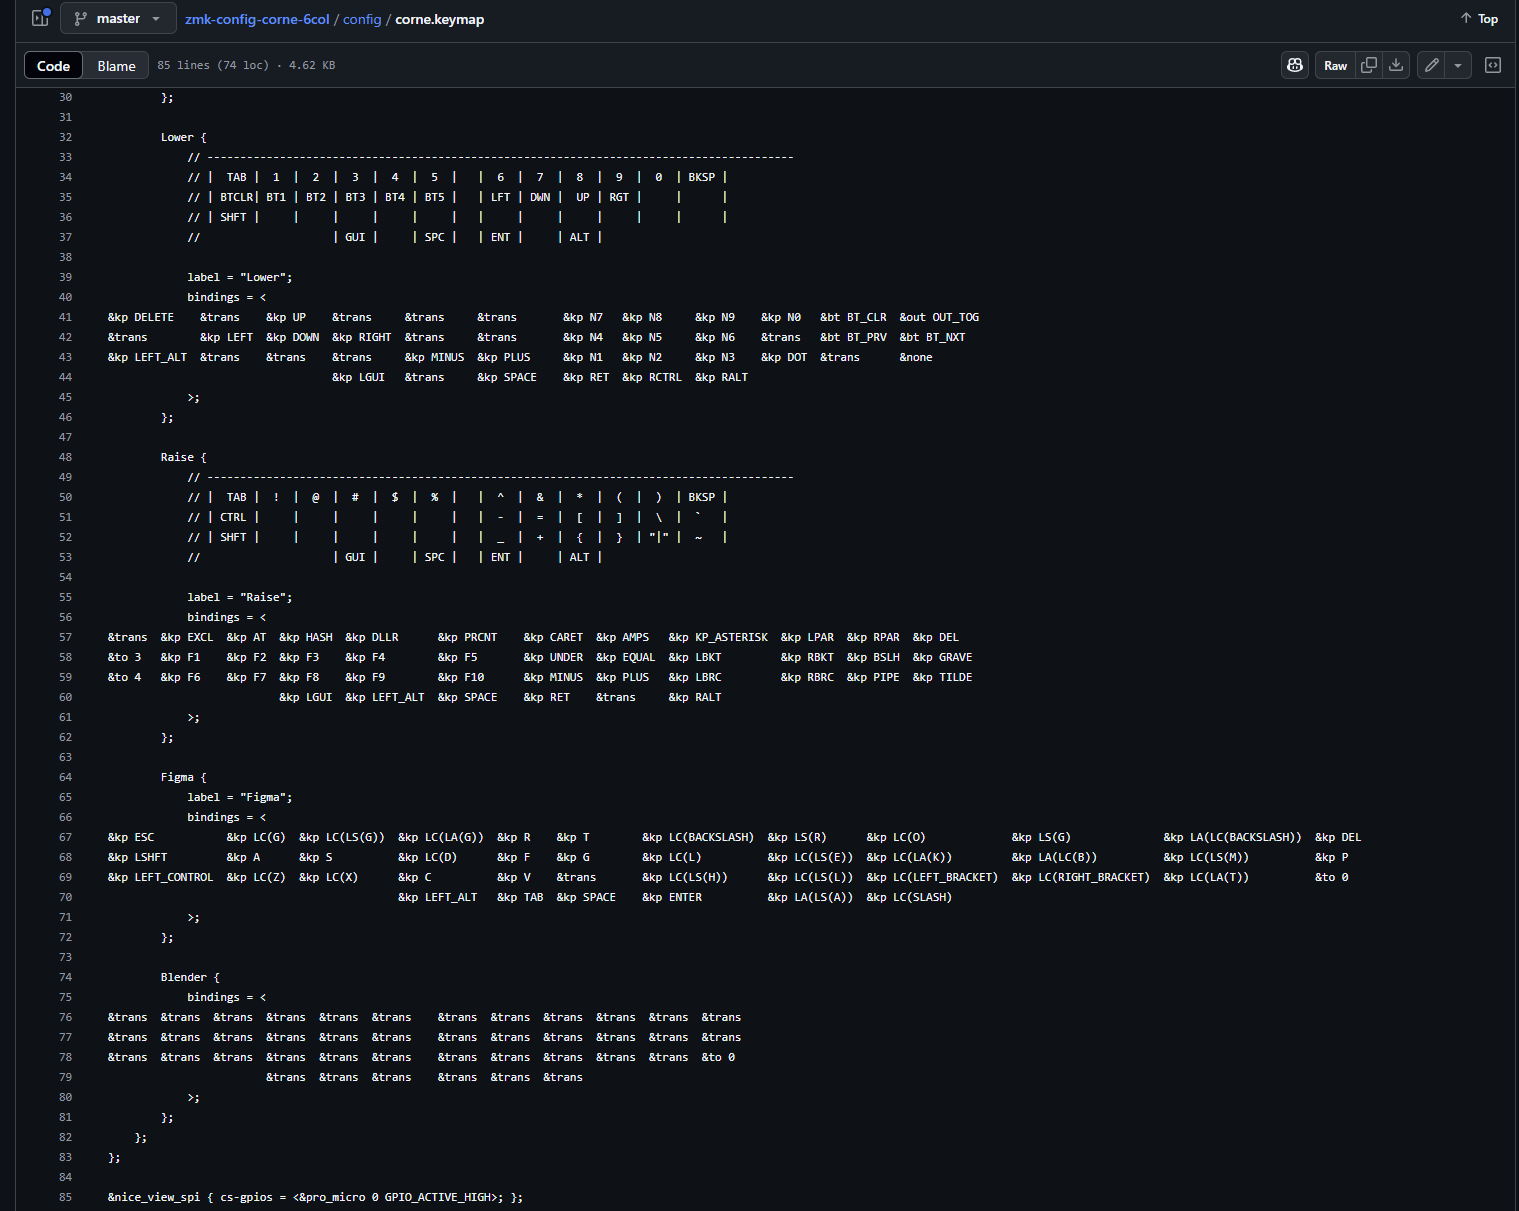 master zmk-config-corne-6col / config / corne.keymap Top
Code Blame 85 lines (74 loc) · 4.62 KB Raw
30 };
31
32 Lower {
33 // -----------------------------------------------------------------------------------------
34 // | TAB | 1 | 2 | 3 | 4 | 5 | | 6 | 7 | 8 | 9 | 0 | BKSP |
35 // | BTCLR| BT1 | BT2 | BT3 | BT4 | BT5 | | LFT | DWN | UP | RGT | | |
36 // | SHFT | | | | | | | | | | | | |
37 // | GUI | | SPC | | ENT | | ALT |
38
39 label = "Lower";
40 bindings = <
41 &kp DELETE &trans &kp UP &trans &trans &trans &kp N7 &kp N8 &kp N9 &kp N0 &bt BT_CLR &out OUT_TOG
42 &trans &kp LEFT &kp DOWN &kp RIGHT &trans &trans &kp N4 &kp N5 &kp N6 &trans &bt BT_PRV &bt BT_NXT
43 &kp LEFT_ALT &trans &trans &trans &kp MINUS &kp PLUS &kp N1 &kp N2 &kp N3 &kp DOT &trans &none
44 &kp LGUI &trans &kp SPACE &kp RET &kp RCTRL &kp RALT
45 >;
46 };
47
48 Raise {
49 // -----------------------------------------------------------------------------------------
50 // | TAB | ! | @ | # | $ | % | | ^ | & | * | ( | ) | BKSP |
51 // | CTRL | | | | | | | - | = | [ | ] | \ | ` |
52 // | SHFT | | | | | | | _ | + | { | } | "|" | ~ |
53 // | GUI | | SPC | | ENT | | ALT |
54
55 label = "Raise";
56 bindings = <
57 &trans &kp EXCL &kp AT &kp HASH &kp DLLR &kp PRCNT &kp CARET &kp AMPS &kp KP_ASTERISK &kp LPAR &kp RPAR &kp DEL
58 &to 3 &kp F1 &kp F2 &kp F3 &kp F4 &kp F5 &kp UNDER &kp EQUAL &kp LBKT &kp RBKT &kp BSLH &kp GRAVE
59 &to 4 &kp F6 &kp F7 &kp F8 &kp F9 &kp F10 &kp MINUS &kp PLUS &kp LBRC &kp RBRC &kp PIPE &kp TILDE
60 &kp LGUI &kp LEFT_ALT &kp SPACE &kp RET &trans &kp RALT
61 >;
62 };
63
64 Figma {
65 label = "Figma";
66 bindings = <
67 &kp ESC &kp LC(G) &kp LC(LS(G)) &kp LC(LA(G)) &kp R &kp T &kp LC(BACKSLASH) &kp LS(R) &kp LC(O) &kp LS(G) &kp LA(LC(BACKSLASH)) &kp DEL
68 &kp LSHFT &kp A &kp S &kp LC(D) &kp F &kp G &kp LC(L) &kp LC(LS(E)) &kp LC(LA(K)) &kp LA(LC(B)) &kp LC(LS(M)) &kp P
69 &kp LEFT_CONTROL &kp LC(Z) &kp LC(X) &kp C &kp V &trans &kp LC(LS(H)) &kp LC(LS(L)) &kp LC(LEFT_BRACKET) &kp LC(RIGHT_BRACKET) &kp LC(LA(T)) &to 0
70 &kp LEFT_ALT &kp TAB &kp SPACE &kp ENTER &kp LA(LS(A)) &kp LC(SLASH)
71 >;
72 };
73
74 Blender {
75 bindings = <
76 &trans &trans &trans &trans &trans &trans &trans &trans &trans &trans &trans &trans
77 &trans &trans &trans &trans &trans &trans &trans &trans &trans &trans &trans &trans
78 &trans &trans &trans &trans &trans &trans &trans &trans &trans &trans &trans &to 0
79 &trans &trans &trans &trans &trans &trans
80 >;
81 };
82 };
83 };
84
85 &nice_view_spi { cs-gpios = <&pro_micro 0 GPIO_ACTIVE_HIGH>; };